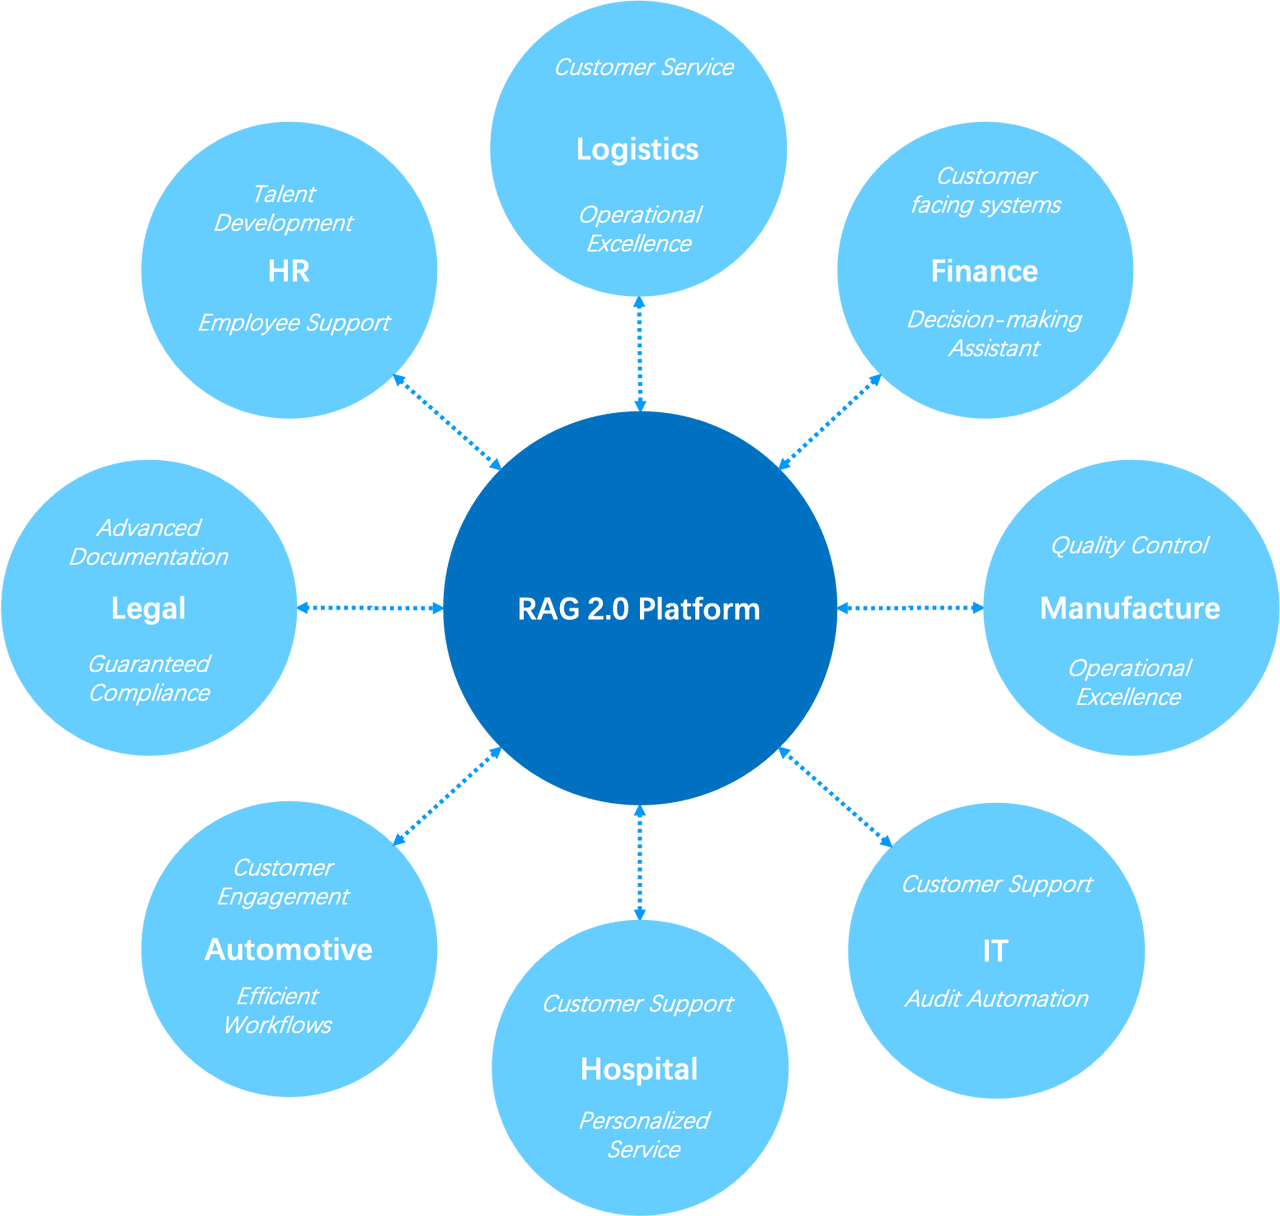 Customer Service
Logistics
Operational
Excellence
Customer
facing systems
Finance
Decision-making
Assistant
Talent
Development
HR
Employee Support
Advanced
Documentation
Legal
Guaranteed
Compliance
RAG 2.0 Platform
Quality Control
Manufacture
Operational
Excellence
Customer
Engagement
Automotive
Efficient
Workflows
Customer Support
Hospital
Personalized
Service
Customer Support
IT
Audit Automation